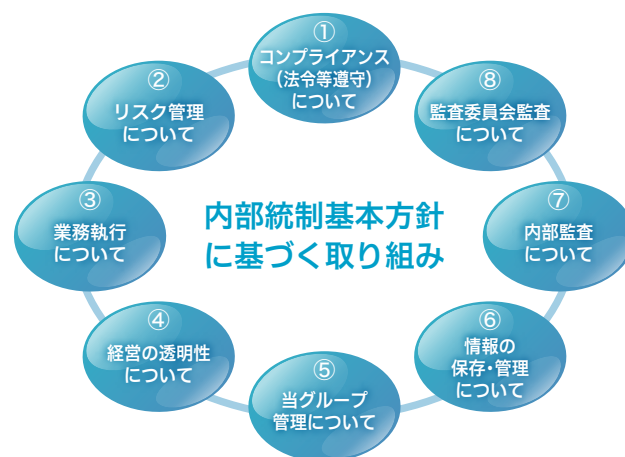 内部統制基本方針
に基づく取り組み
①
コンプライアンス
（法令等遵守）
について
②
リスク管理
について
③
業務執行
について
④
経営の透明性
について
⑤
当グループ
管理について
⑥
情報の
保存・管理
について
⑦
内部監査
について
⑧
監査委員会監査
について